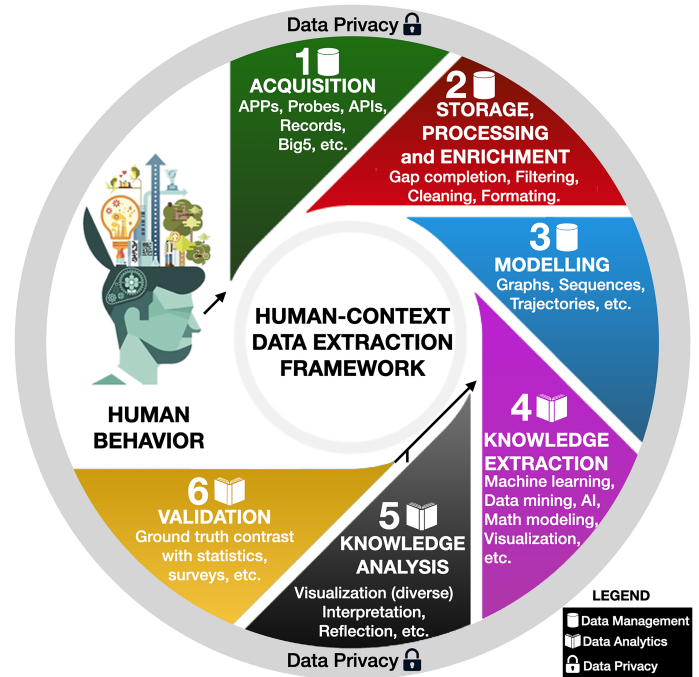 Data Privacy
1
ACQUISITION
APPs, Probes, APIs,
Records,
Big5, etc.
2
STORAGE,
PROCESSING
and ENRICHMENT
Gap completion, Filtering,
Cleaning, Formating.
3
MODELLING
Graphs, Sequences,
Trajectories, etc.
HUMAN-CONTEXT
DATA EXTRACTION
FRAMEWORK
HUMAN
BEHAVIOR
4
KNOWLEDGE
EXTRACTION
Machine learning,
Data mining, AI,
Math modeling,
Visualization,
etc.
5
KNOWLEDGE
ANALYSIS
Visualization (diverse)
Interpretation,
Reflection, etc.
6
VALIDATION
Ground truth contrast
with statistics,
surveys, etc.
Data Privacy
LEGEND
Data Management
Data Analytics
Data Privacy